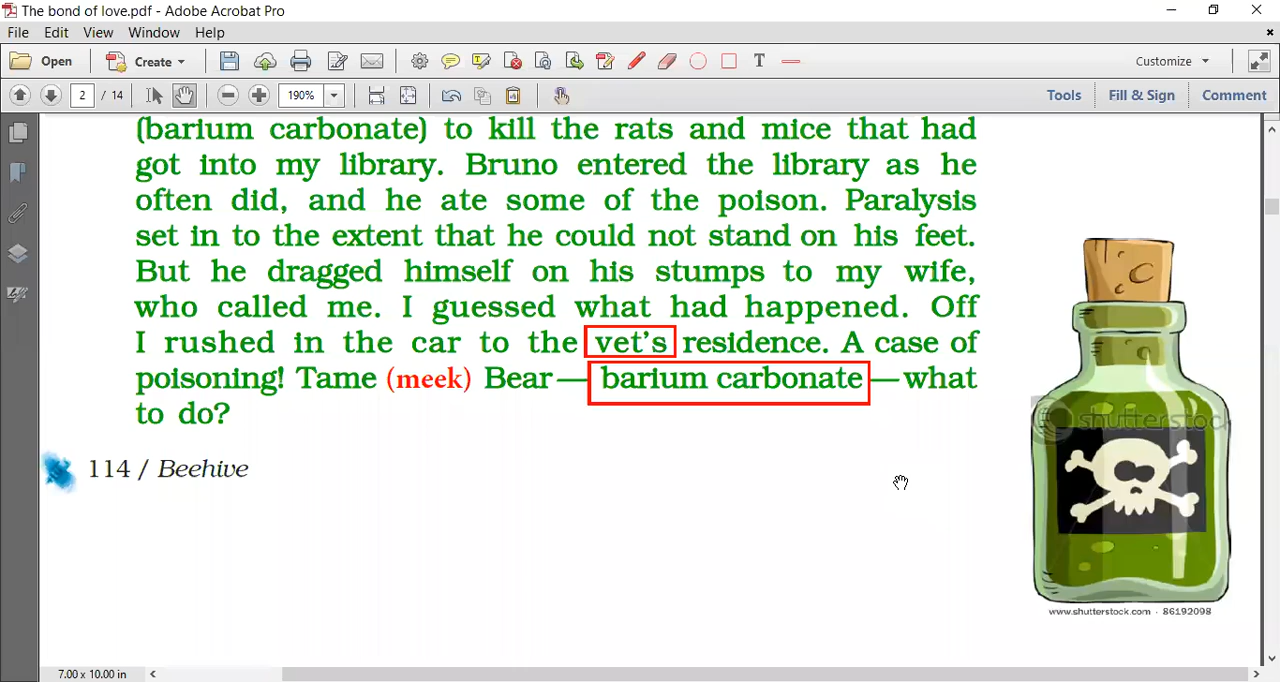 The bond of love.pdf - Adobe Acrobat Pro
File Edit View Window Help
Open Create Customize
2 / 14 190% Tools Fill & Sign Comment
(barium carbonate) to kill the rats and mice that had
got into my library. Bruno entered the library as he
often did, and he ate some of the poison. Paralysis
set in to the extent that he could not stand on his feet.
But he dragged himself on his stumps to my wife,
who called me. I guessed what had happened. Off
I rushed in the car to the vet's residence. A case of
poisoning! Tame (meek) Bear—barium carbonate—what
to do?
shutterstock
114 / Beehive
www.shutterstock.com · 86192098
7.00 x 10.00 in